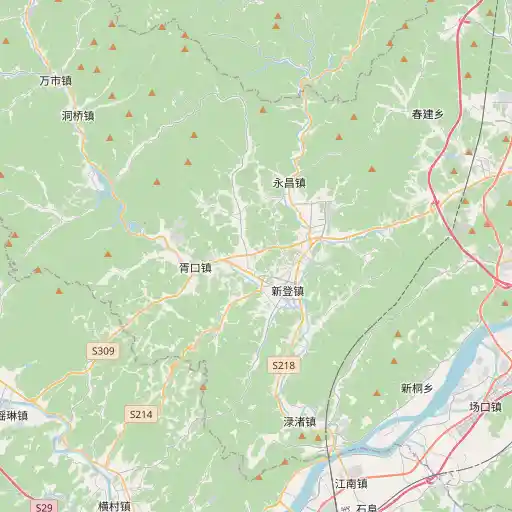 万市镇
洞桥镇
春建乡
永昌镇
胥口镇
新登镇
S309
S218
新桐乡
场口镇
S214
瑶琳镇
渌渚镇
江南镇
S29
横村镇